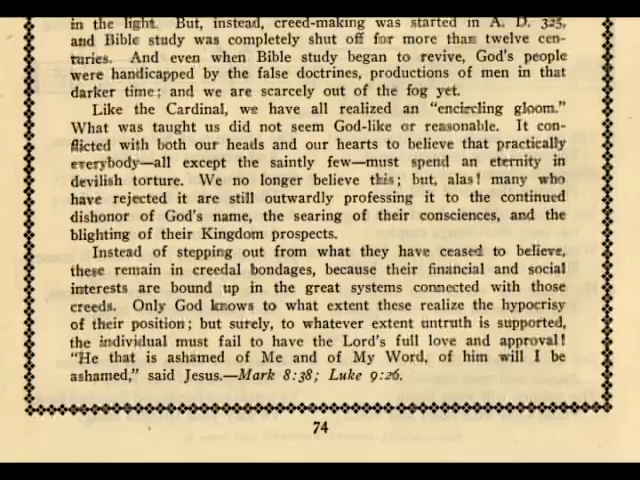 in the light. But, instead, creed-making was started in A. D. 325,
and Bible study was completely shut off for more than twelve cen-
turies. And even when Bible study began to revive, God's people
were handicapped by the false doctrines, productions of men in that
darker time; and we are scarcely out of the fog yet.
Like the Cardinal, we have all realized an "encircling gloom."
What was taught us did not seem God-like or reasonable. It con-
flicted with both our heads and our hearts to believe that practically
everybody—all except the saintly few—must spend an eternity in
devilish torture. We no longer believe this; but, alas! many who
have rejected it are still outwardly professing it to the continued
dishonor of God's name, the searing of their consciences, and the
blighting of their Kingdom prospects.
Instead of stepping out from what they have ceased to believe,
these remain in creedal bondages, because their financial and social
interests are bound up in the great systems connected with those
creeds. Only God knows to what extent these realize the hypocrisy
of their position; but surely, to whatever extent untruth is supported,
the individual must fail to have the Lord's full love and approval!
"He that is ashamed of Me and of My Word, of him will I be
ashamed," said Jesus.—Mark 8:38; Luke 9:26.
74